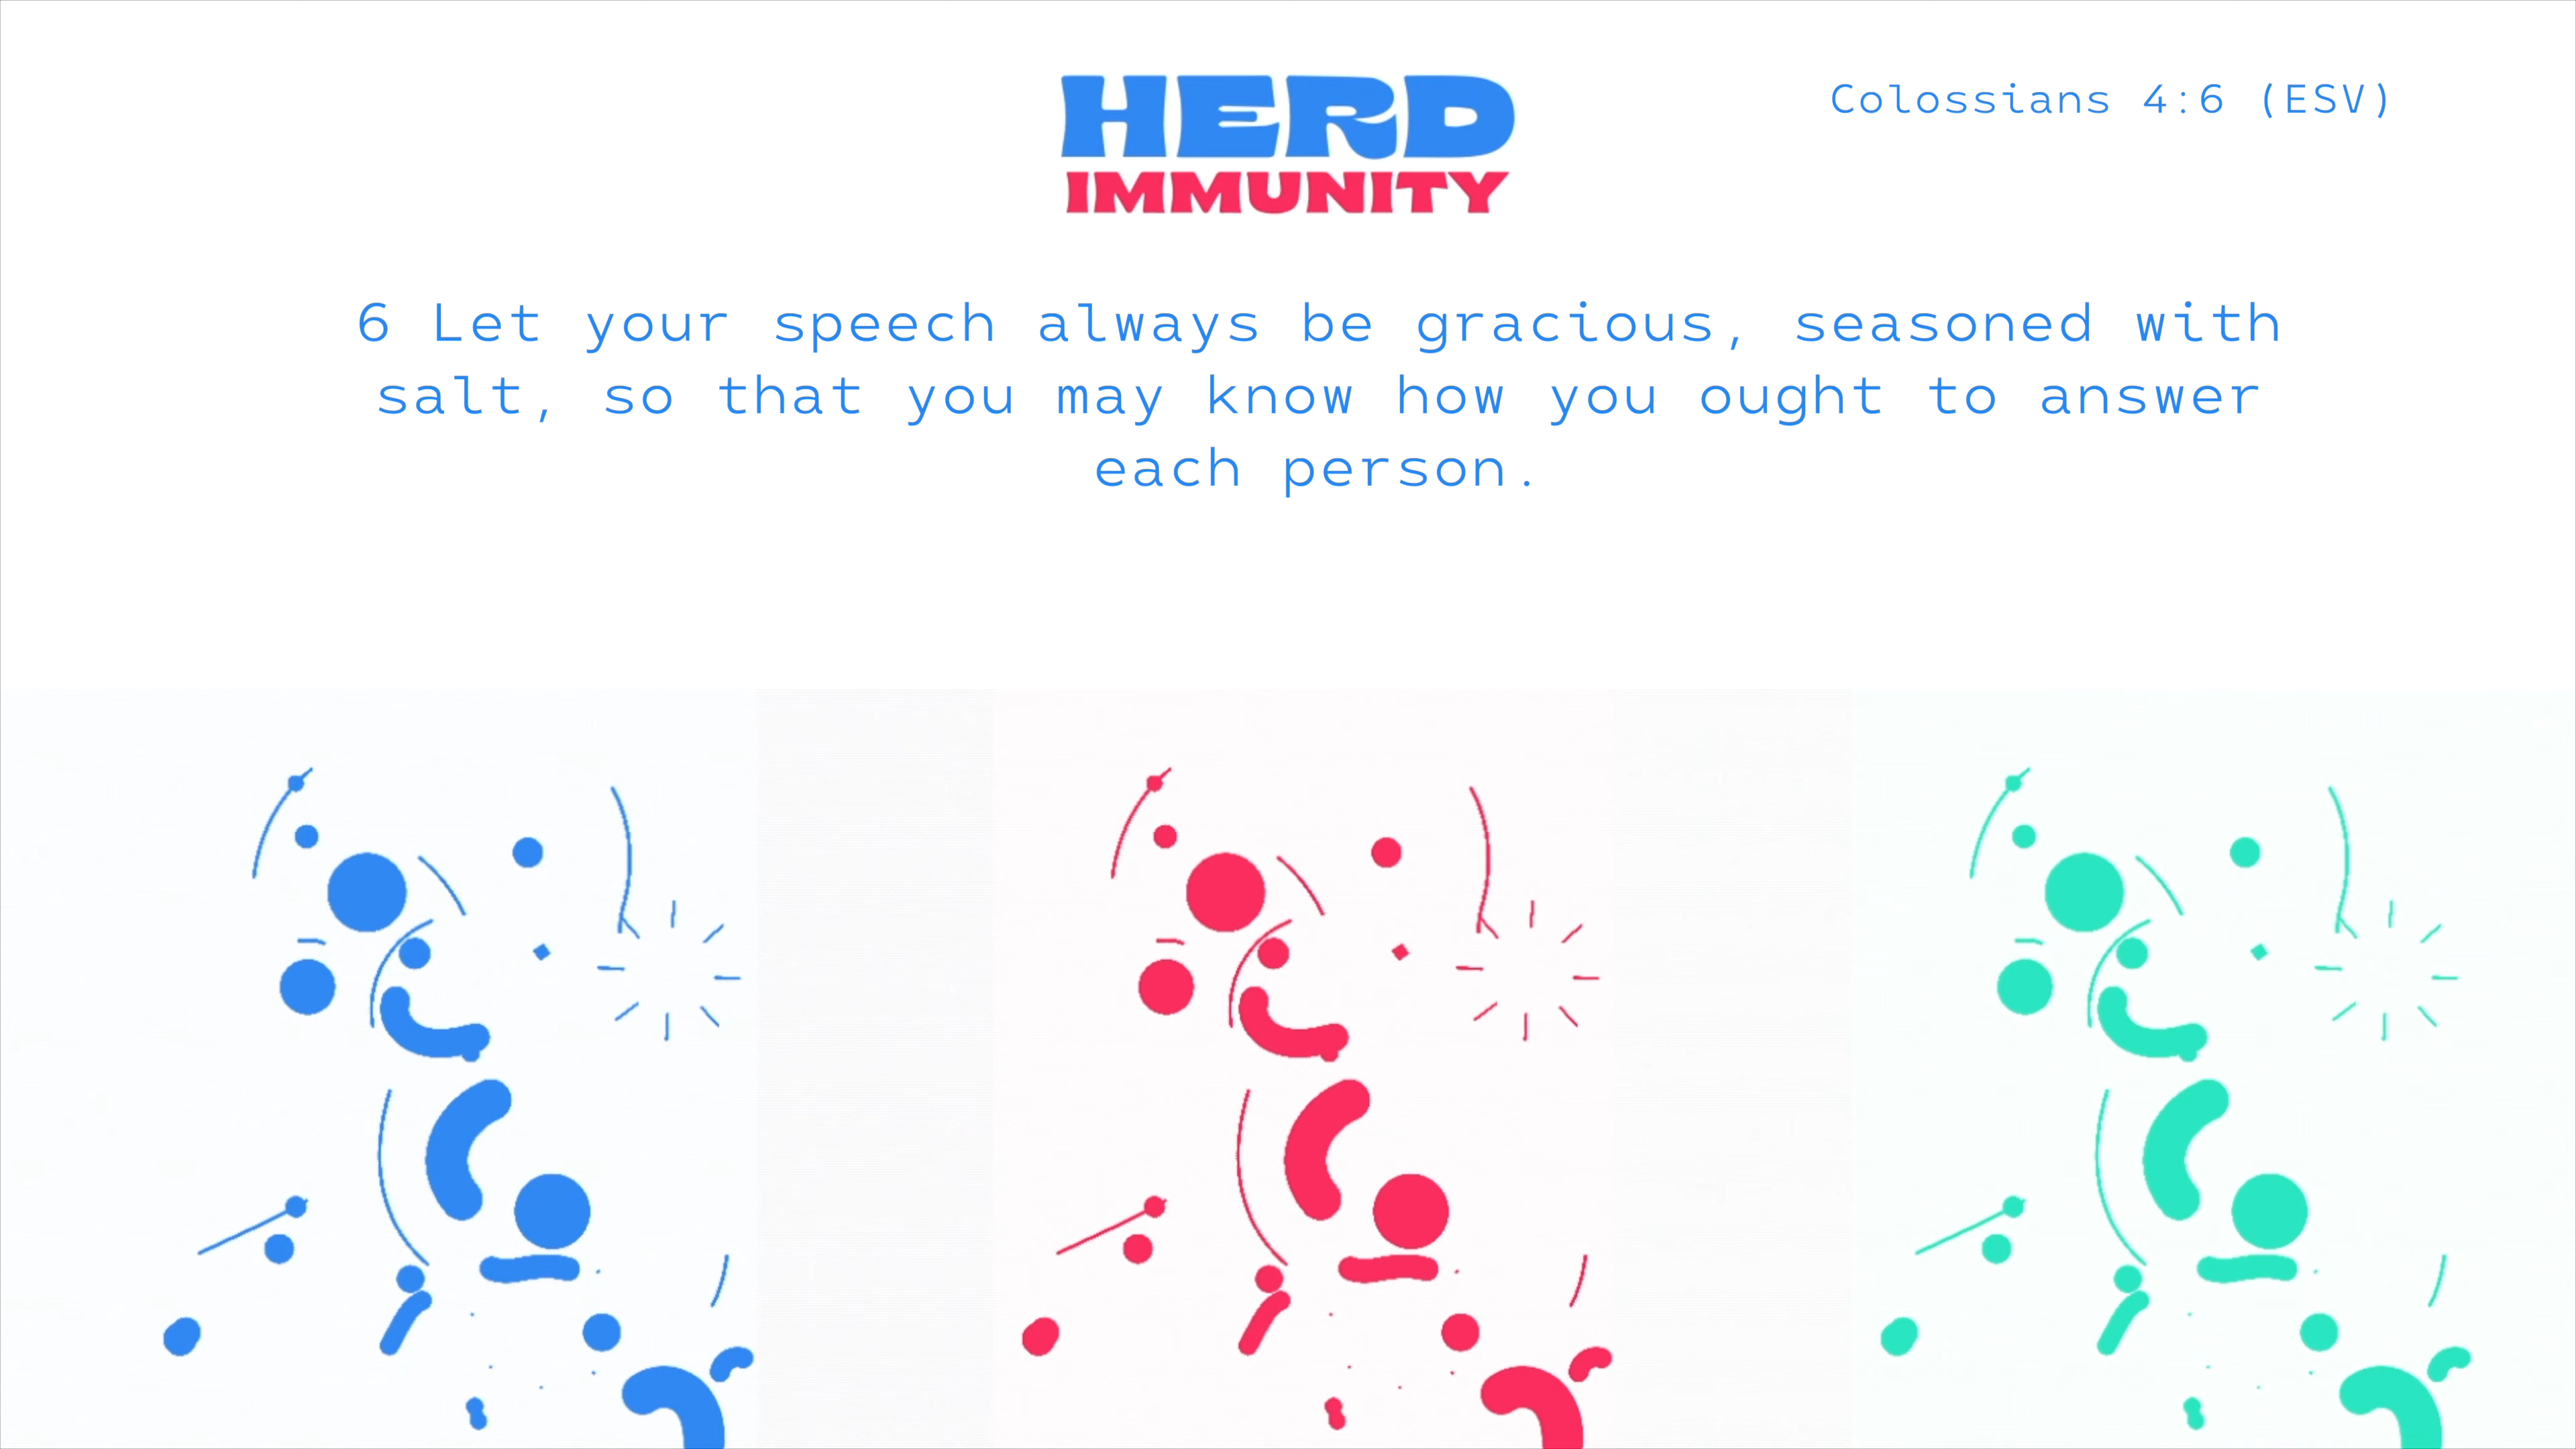 HERD
IMMUNITY
Colossians 4:6 (ESV)
6 Let your speech always be gracious, seasoned with
salt, so that you may know how you ought to answer
each person.